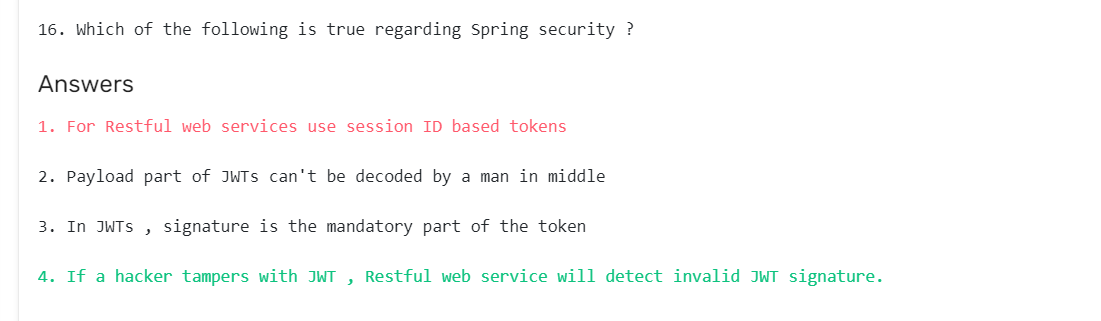 16. Which of the following is true regarding Spring security ?
Answers
1. For Restful web services use session ID based tokens
2. Payload part of JWTs can't be decoded by a man in middle
3. In JWTs , signature is the mandatory part of the token
4. If a hacker tampers with JWT , Restful web service will detect invalid JWT signature.